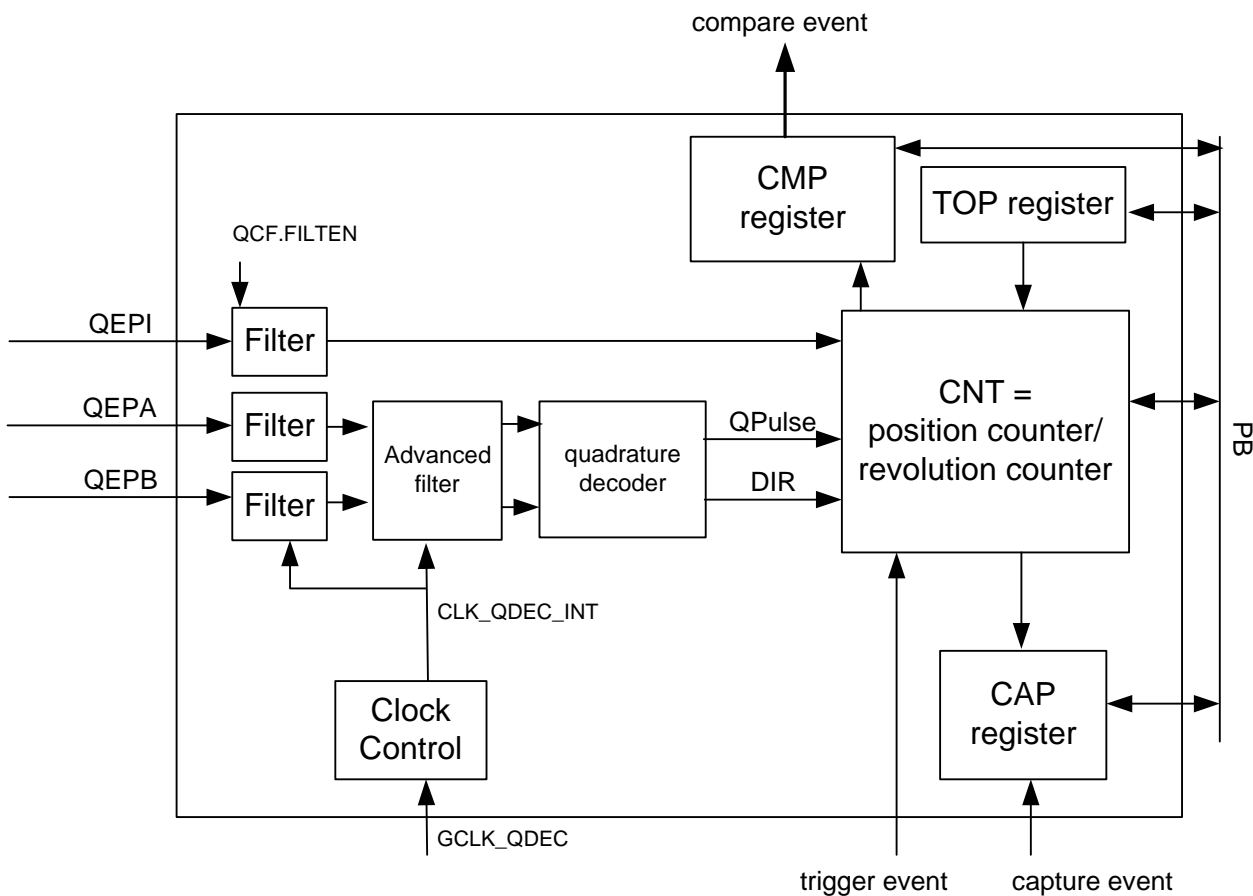 compare event
CMP
register
TOP register
QCF.FILTEN
QEPI
Filter
QEPA
Filter
QEPB
Filter
Advanced
filter
quadrature
decoder
QPulse
DIR
CNT =
position counter/
revolution counter
PB
CLK_QDEC_INT
Clock
Control
CAP
register
GCLK_QDEC
trigger event
capture event